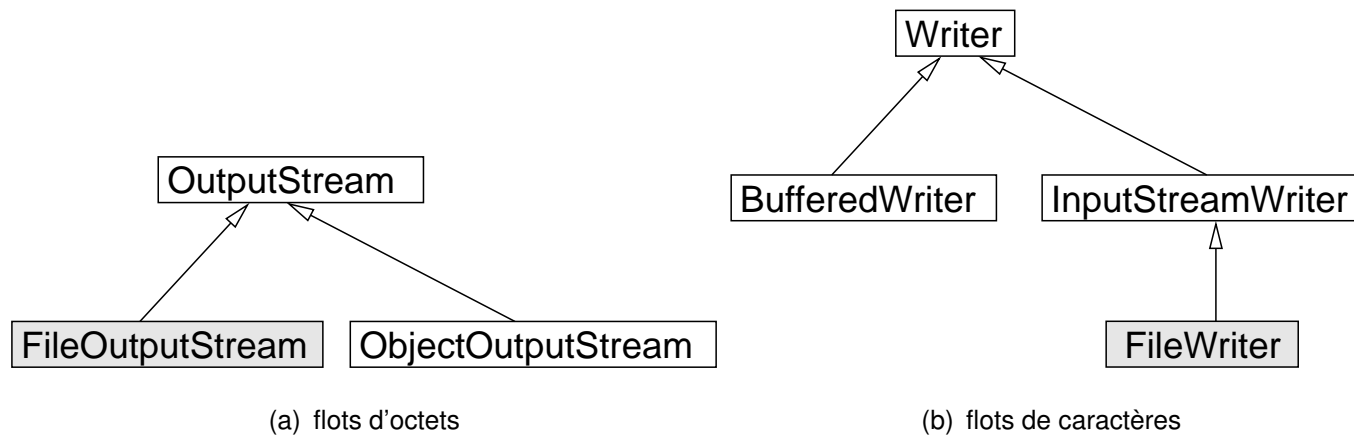 Writer
OutputStream
BufferedWriter
InputStreamWriter
FileOutputStream
ObjectOutputStream
FileWriter
(a) flots d'octets
(b) flots de caractères